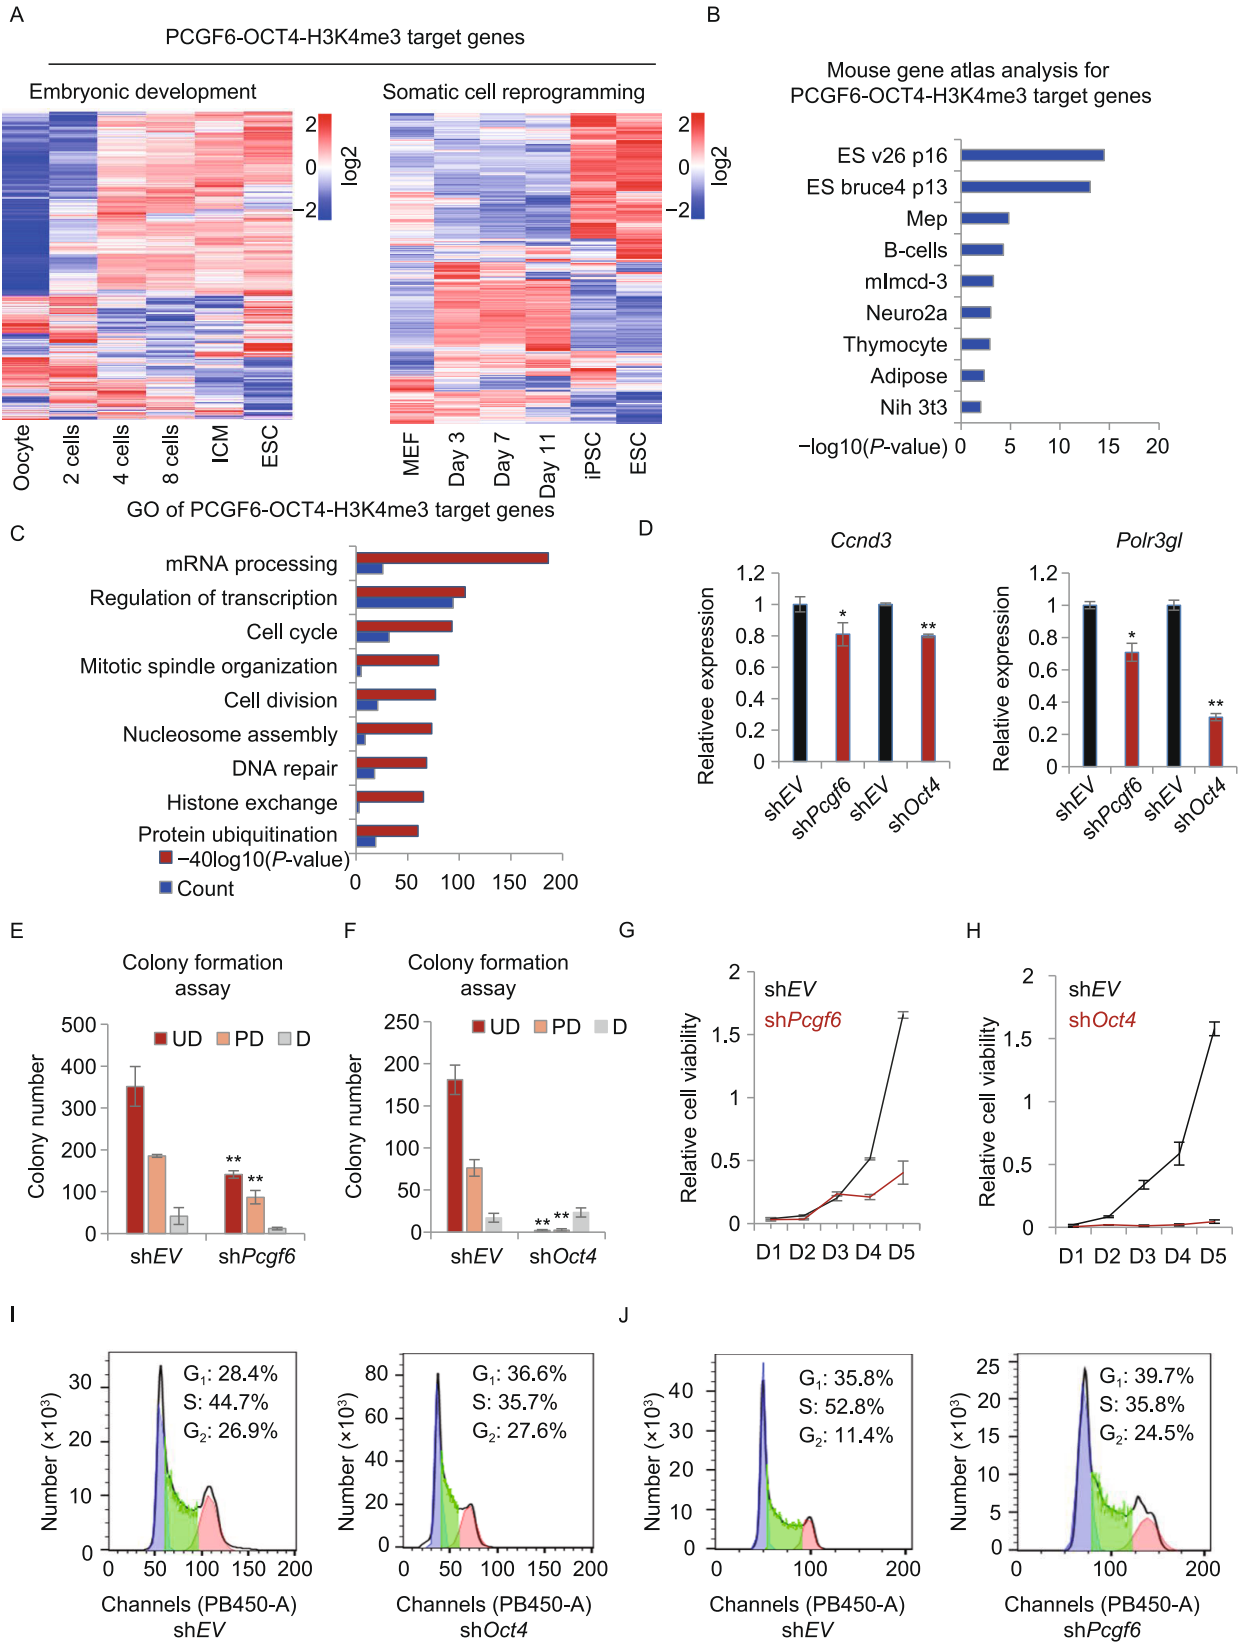 A
PCGF6-OCT4-H3K4me3 target genes
Embryonic development
Somatic cell reprogramming
2
0
−2
log2
2
0
−2
log2
Oocyte
2 cells
4 cells
8 cells
ICM
ESC
MEF
Day 3
Day 7
Day 11
iPSC
ESC
B
Mouse gene atlas analysis for
PCGF6-OCT4-H3K4me3 target genes
ES v26 p16
ES bruce4 p13
Mep
B-cells
mImcd-3
Neuro2a
Thymocyte
Adipose
Nih 3t3
−log10(P-value) 0 5 10 15 20
C
GO of PCGF6-OCT4-H3K4me3 target genes
mRNA processing
Regulation of transcription
Cell cycle
Mitotic spindle organization
Cell division
Nucleosome assembly
DNA repair
Histone exchange
Protein ubiquitination
−40log10(P-value)
Count
0 50 100 150 200
D
Ccnd3
Relativee expression
1.2
1
0.8
0.6
0.4
0.2
0
*
**
shEV
shPcgf6
shEV
shOct4
Polr3gl
Relative expression
1.2
1
0.8
0.6
0.4
0.2
0
*
**
shEV
shPcgf6
shEV
shOct4
E
Colony formation
assay
UD PD D
Colony number
500
400
300
200
100
0
** **
shEV shPcgf6
F
Colony formation
assay
UD PD D
Colony number
250
200
150
100
50
0
** **
shEV shOct4
G
shEV
shPcgf6
Relative cell viability
2
1.5
1
0.5
0
D1 D2 D3 D4 D5
H
shEV
shOct4
Relative cell viability
2
1.5
1
0.5
0
D1 D2 D3 D4 D5
I
Number (×10³)
30
20
10
0
G₁: 28.4%
S: 44.7%
G₂: 26.9%
0 50 100 150 200
Channels (PB450-A)
shEV
Number (×10³)
80
60
40
20
0
G₁: 36.6%
S: 35.7%
G₂: 27.6%
0 100 200
Channels (PB450-A)
shOct4
J
Number (×10³)
40
30
20
10
0
G₁: 35.8%
S: 52.8%
G₂: 11.4%
0 100 200
Channels (PB450-A)
shEV
Number (×10³)
25
20
15
10
5
0
G₁: 39.7%
S: 35.8%
G₂: 24.5%
0 100 200
Channels (PB450-A)
shPcgf6